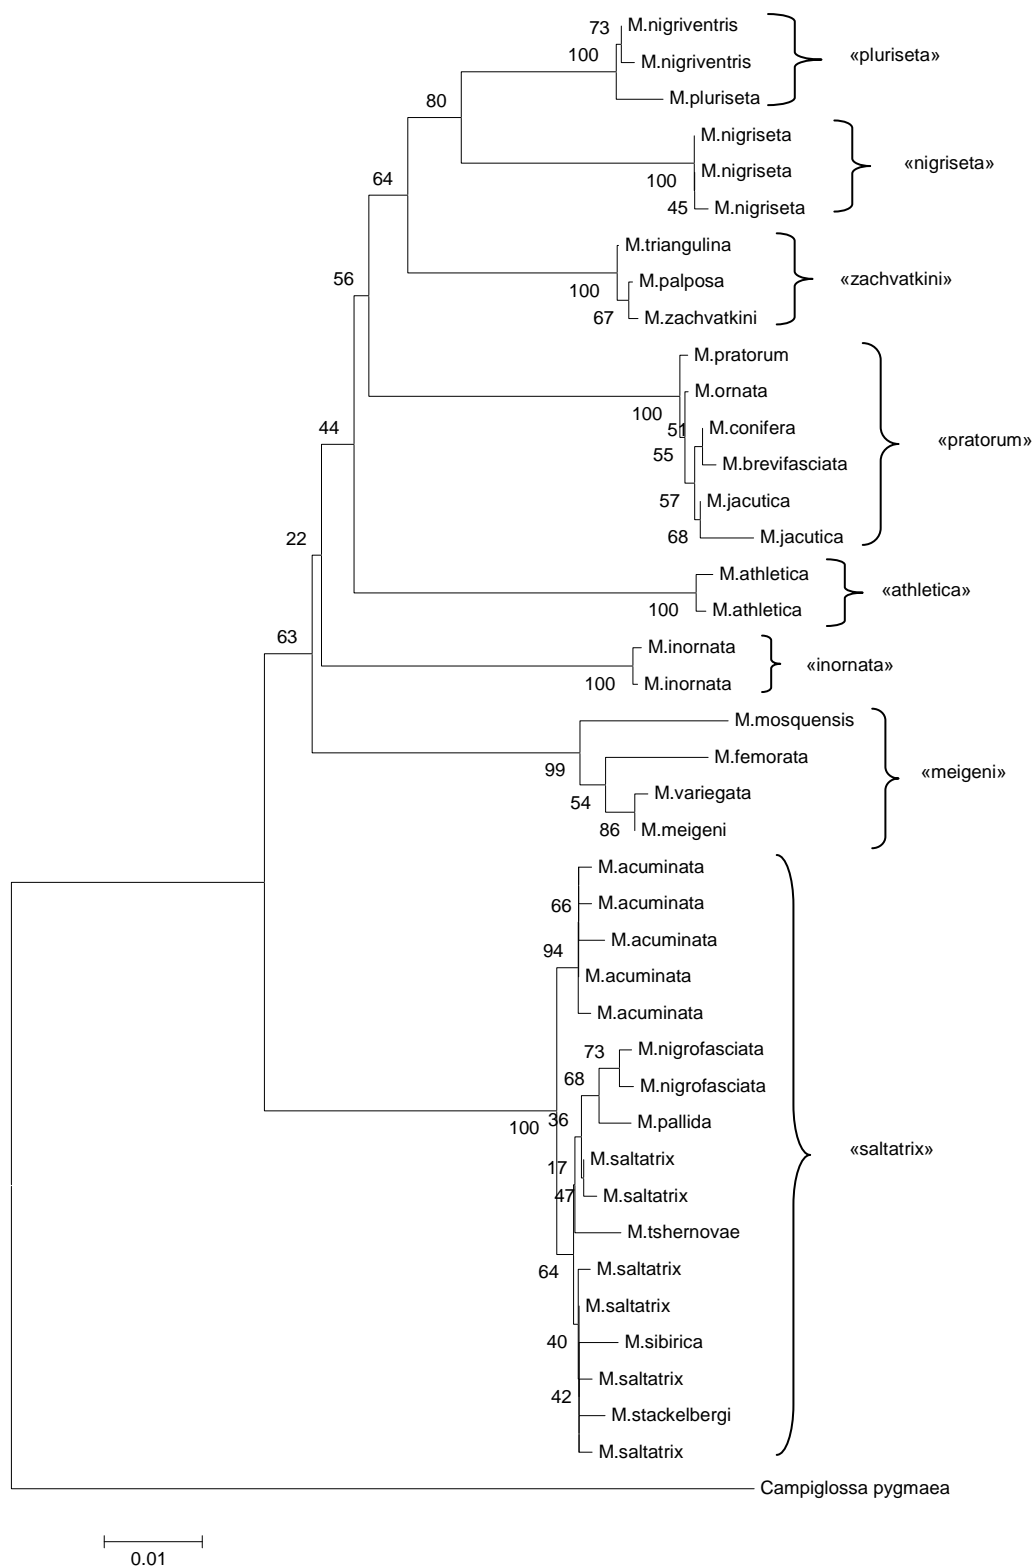 73
M.nigriventris
100
«pluriseta»
M.nigriventris
M.pluriseta
80
M.nigriseta
M.nigriseta
«nigriseta»
100
64
M.nigriseta
45
M.triangulina
M.palposa
«zachvatkini»
56
100
M.zachvatkini
67
M.pratorum
M.ornata
100
44
51
M.conifera
«pratorum»
55
M.brevifasciata
57
M.jacutica
68
M.jacutica
22
M.athletica
«athletica»
100
M.athletica
63
M.inornata
«inornata»
100
M.inornata
M.mosquensis
M.femorata
99
«meigeni»
54
M.variegata
86
M.meigeni
M.acuminata
66
M.acuminata
M.acuminata
94
M.acuminata
M.acuminata
73
M.nigrofasciata
68
M.nigrofasciata
36
M.pallida
100
«saltatrix»
17
M.saltatrix
47
M.saltatrix
M.tshernovae
64
M.saltatrix
M.saltatrix
40
M.sibirica
M.saltatrix
42
M.stackelbergi
M.saltatrix
Campiglossa pygmaea
0.01